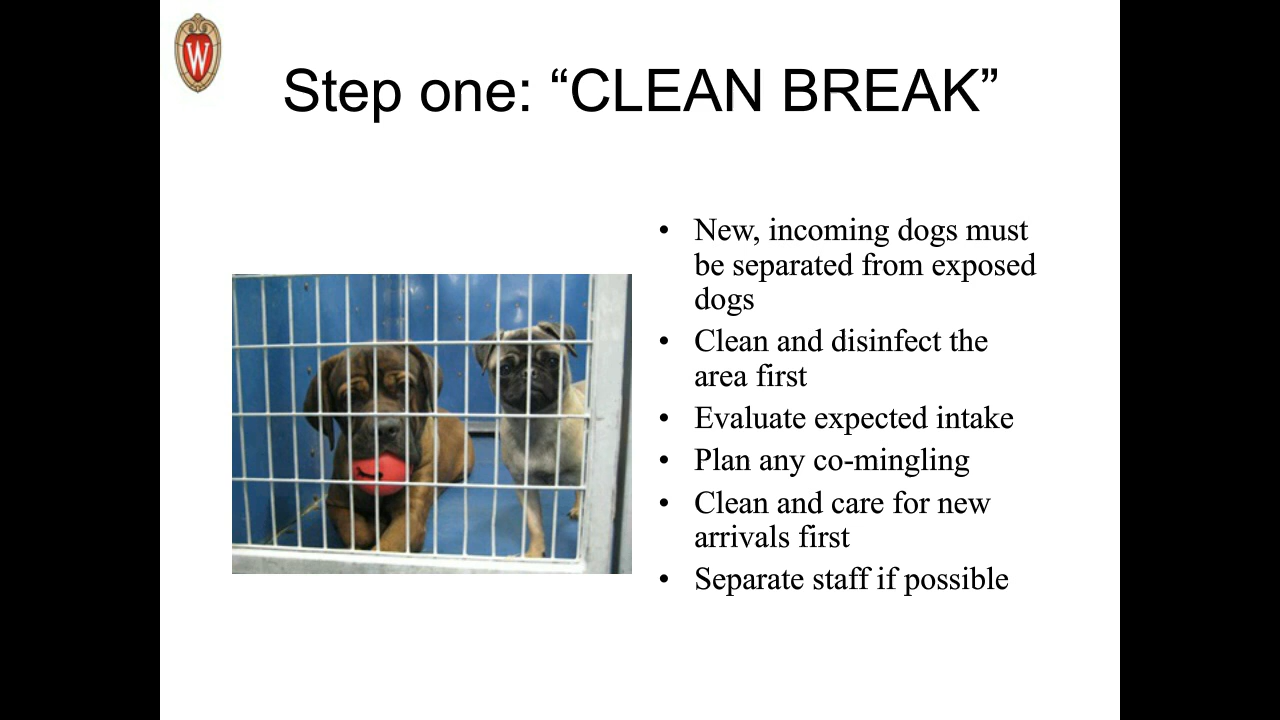 W
Step one: “CLEAN BREAK”
• New, incoming dogs must
be separated from exposed
dogs
• Clean and disinfect the
area first
• Evaluate expected intake
• Plan any co-mingling
• Clean and care for new
arrivals first
• Separate staff if possible